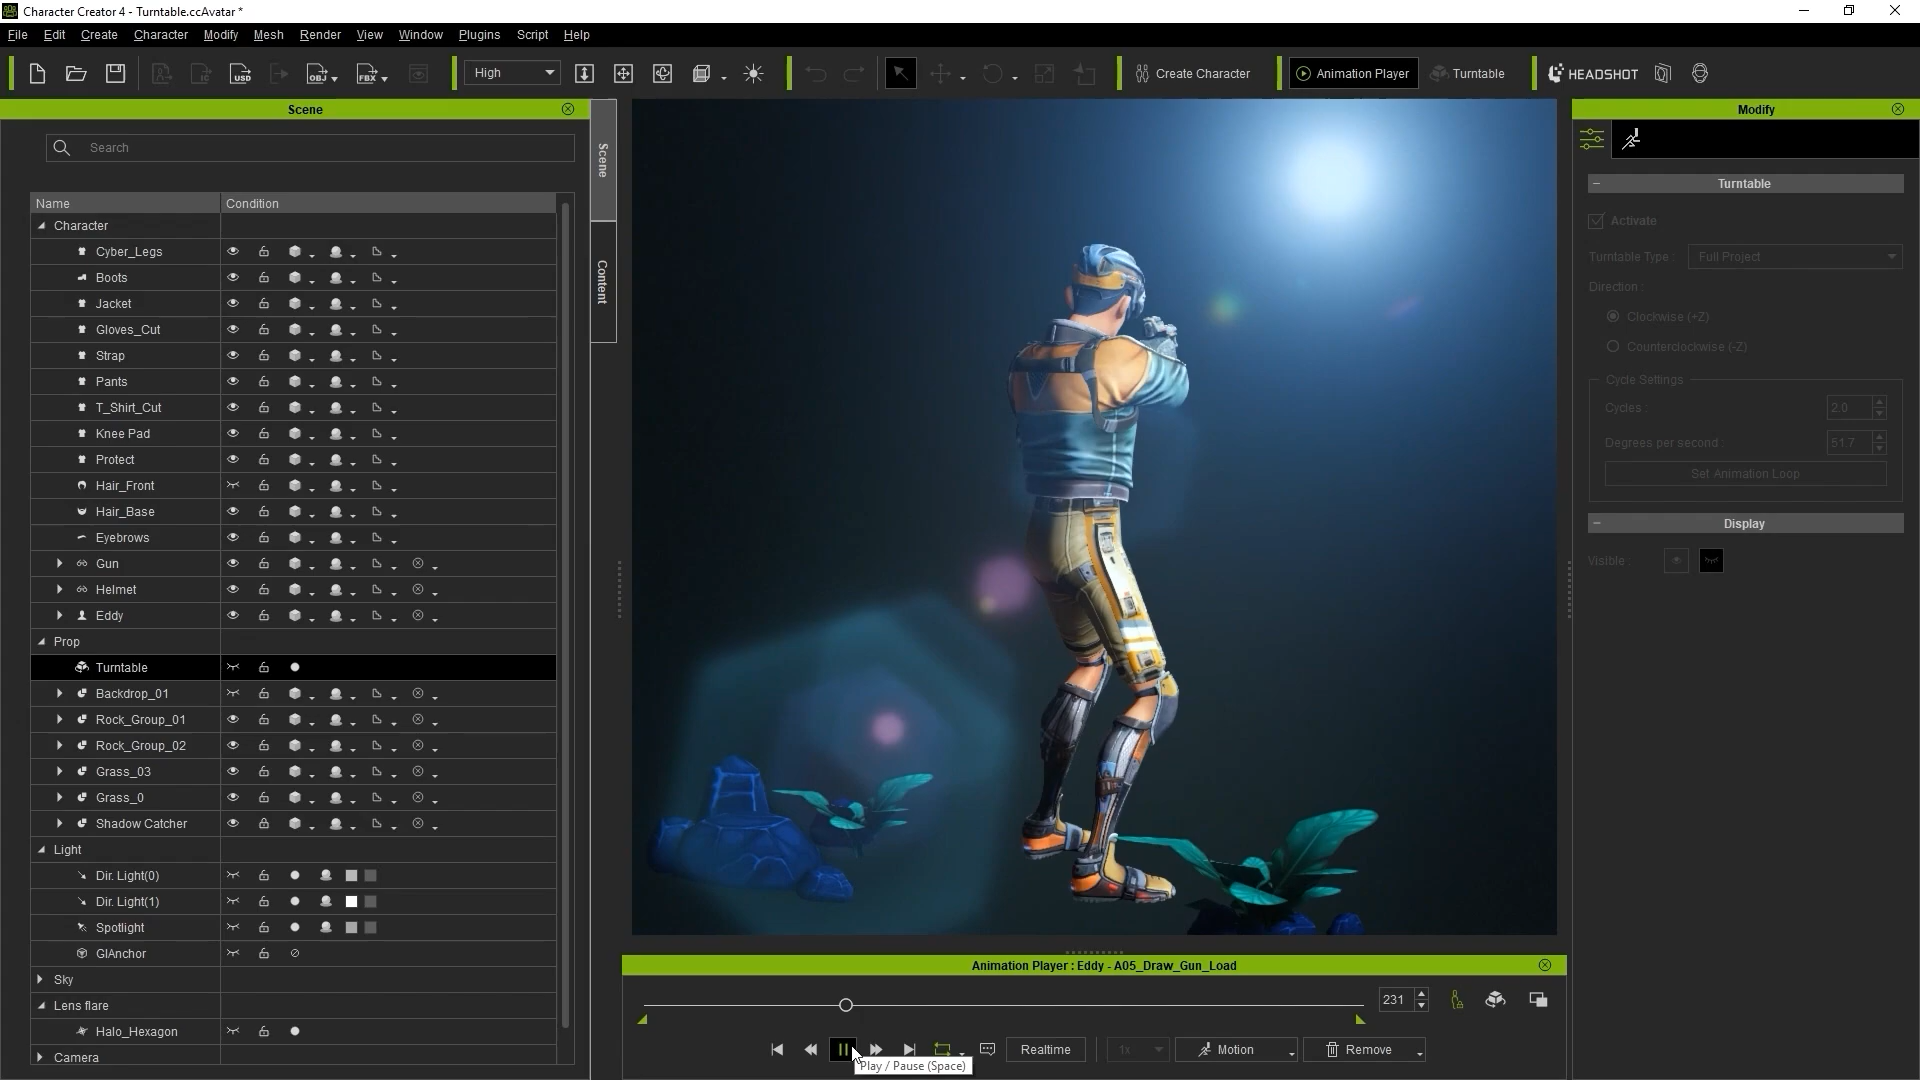 Character Creator 4 - Turntable.ccAvatar *
File Edit Create Character Modify Mesh Render View Window Plugins Script Help
USD OBJ FBX High Create Character Animation Player Turntable HEADSHOT
Scene
Search
Name Condition
Character
Cyber_Legs
Boots
Jacket
Gloves_Cut
Strap
Pants
T_Shirt_Cut
Knee Pad
Protect
Hair_Front
Hair_Base
Eyebrows
Gun
Helmet
Eddy
Prop
Turntable
Backdrop_01
Rock_Group_01
Rock_Group_02
Grass_03
Grass_0
Shadow Catcher
Light
Dir. Light(0)
Dir. Light(1)
Spotlight
GIAnchor
Sky
Lens flare
Halo_Hexagon
Camera
Scene
Content
Animation Player : Eddy - A05_Draw_Gun_Load
231
Realtime 1x Motion Remove
Play / Pause (Space)
Modify
Turntable
Activate
Turntable Type : Full Project
Direction :
Clockwise (+Z)
Counterclockwise (-Z)
Cycle Settings
Cycles : 2.0
Degrees per second : 51.7
Set Animation Loop
Display
Visible :